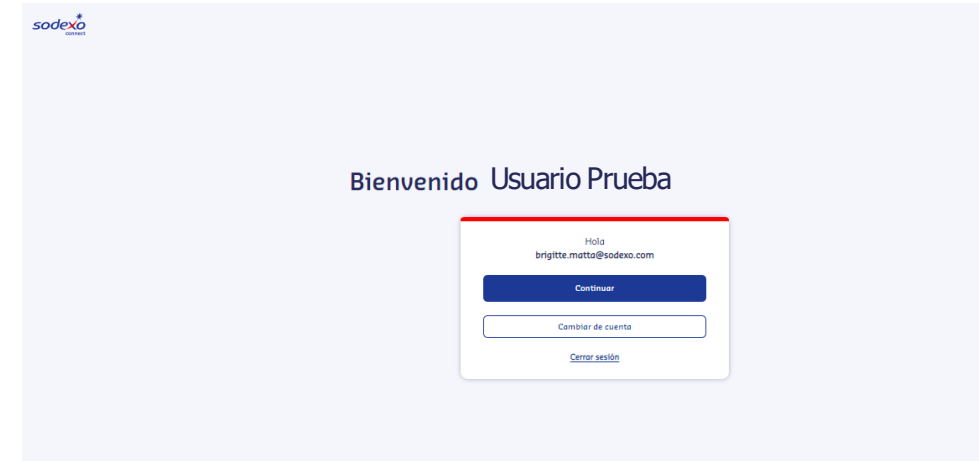 sodexo
connect
Bienvenido Usuario Prueba
Hola
brigitte.matta@sodexo.com
Continuar
Cambiar de cuenta
Cerrar sesión